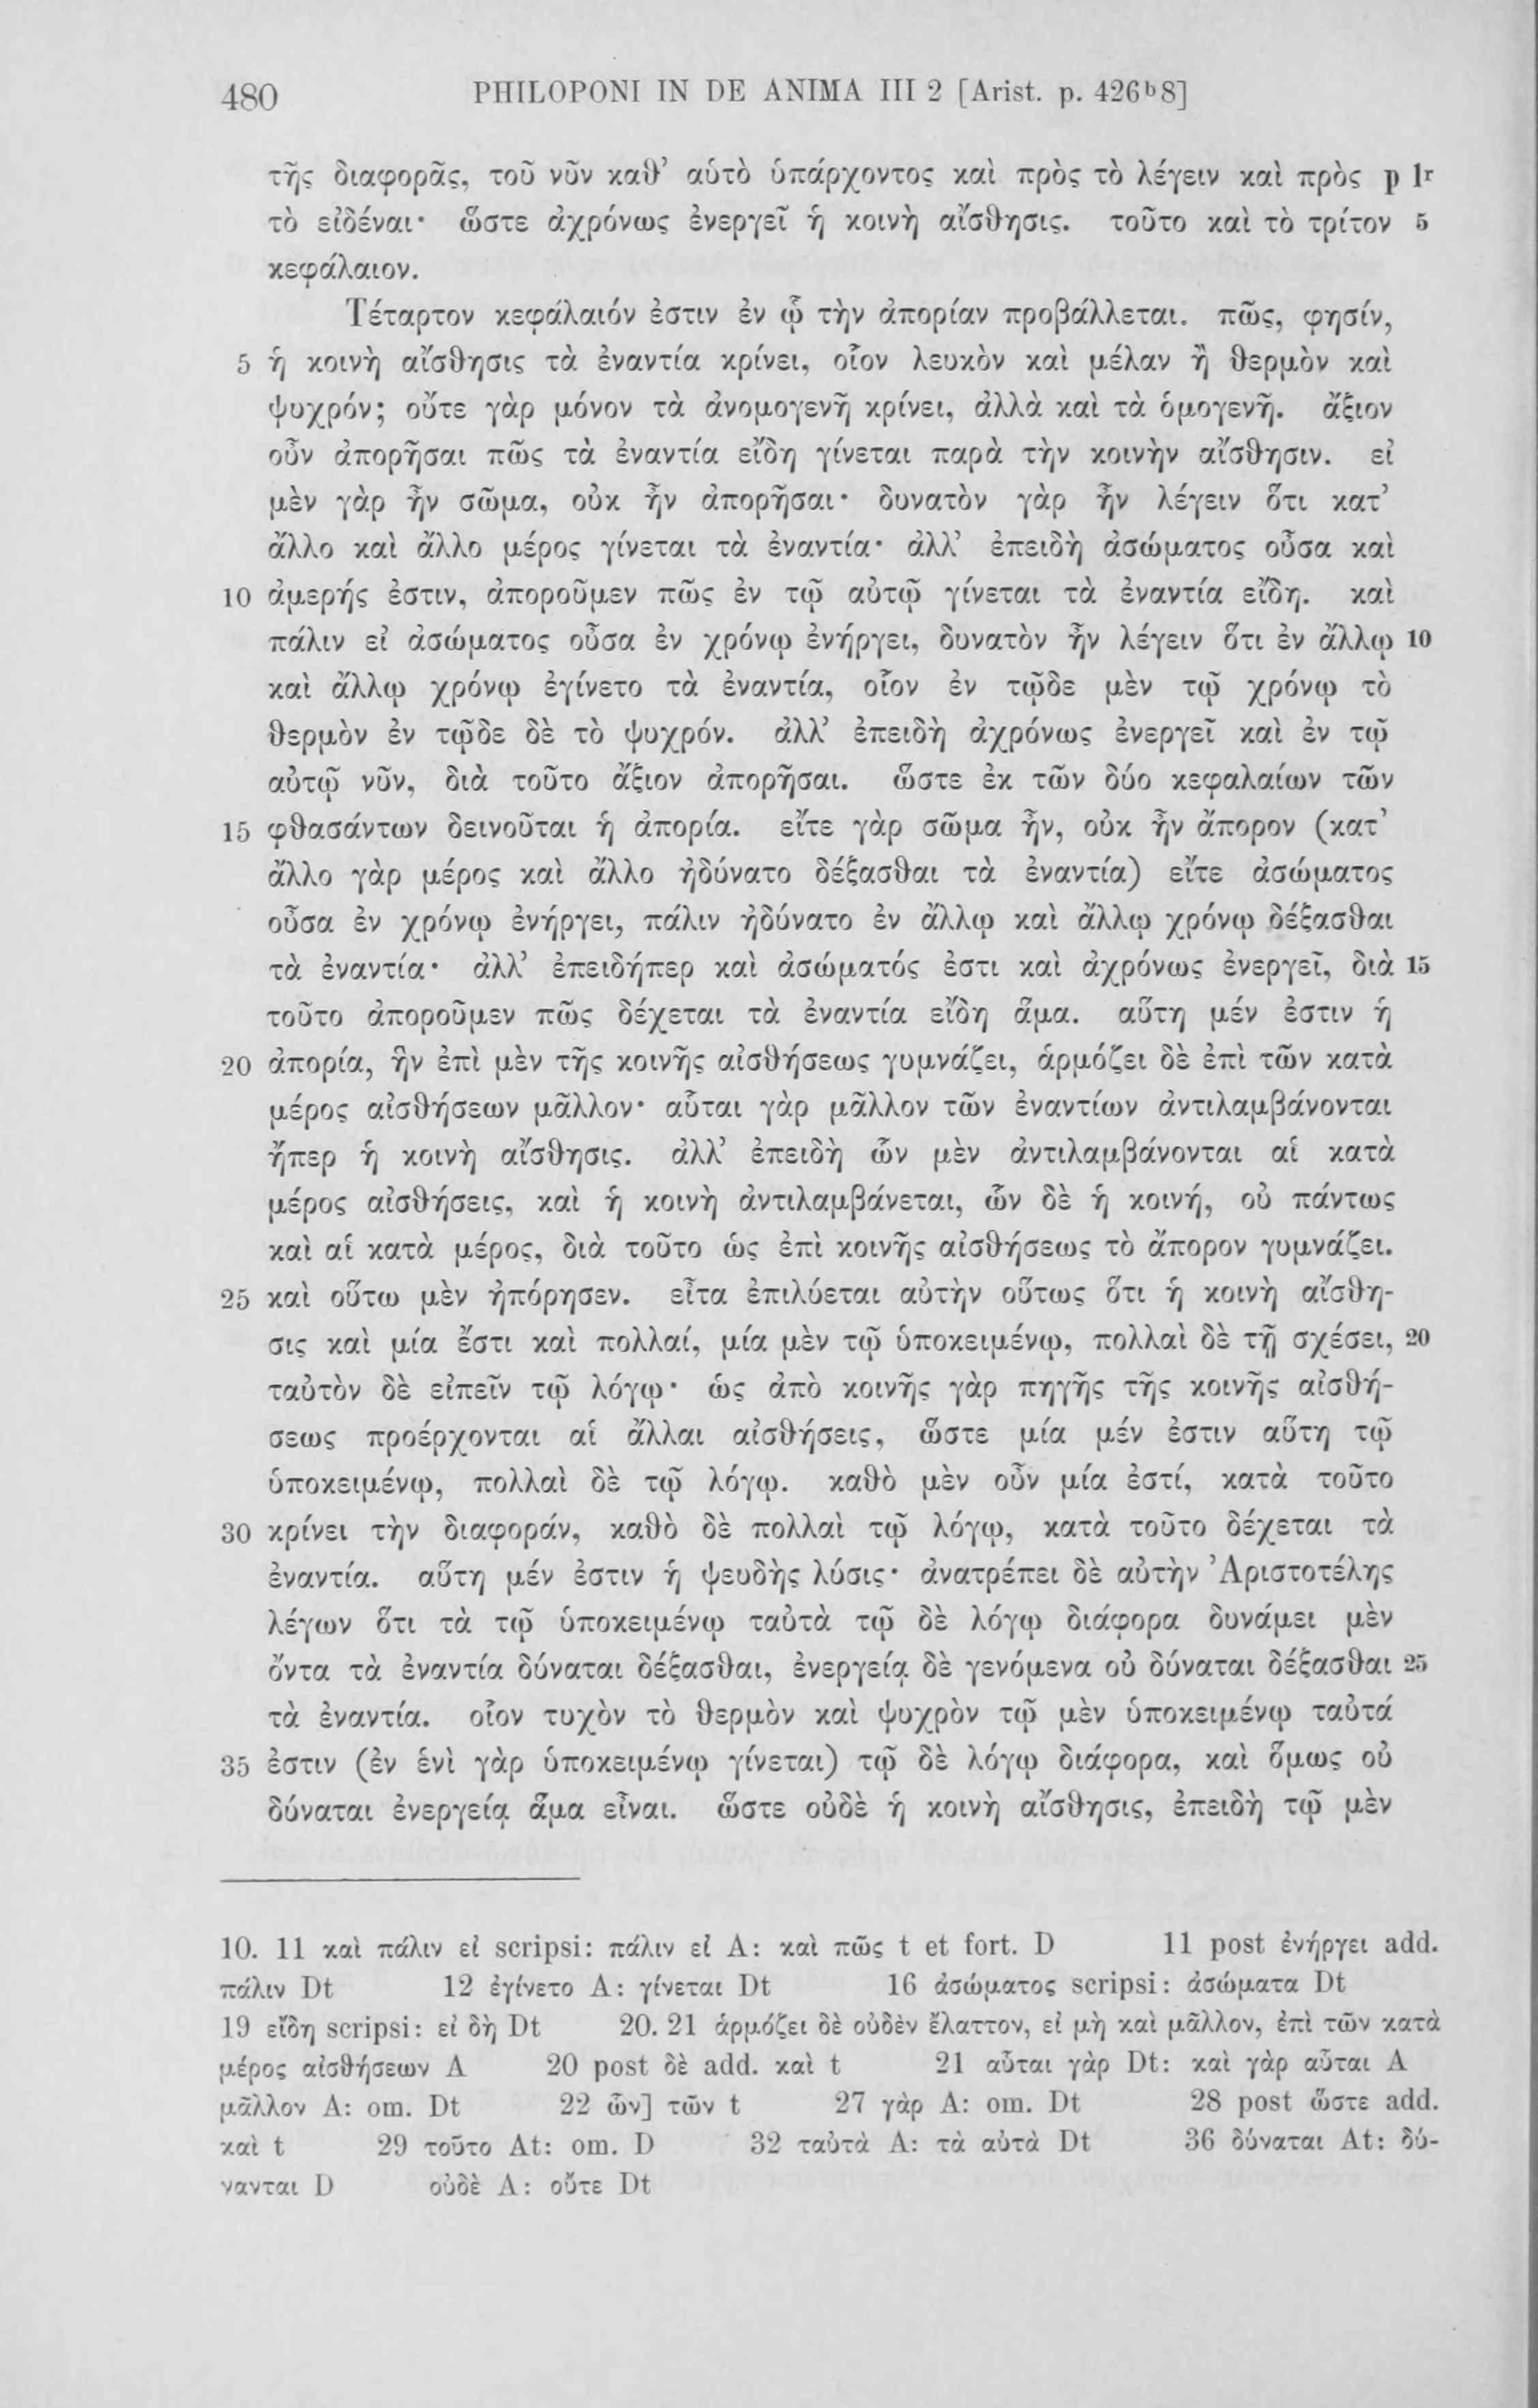 480 PHILOPONI IN DE ANIMA III 2 [Arist. p. 426ᵇ8]
τῆς διαφορᾶς, τοῦ νῦν καθ’ αὑτὸ ὑπάρχοντος καὶ πρὸς τὸ λέγειν καὶ πρὸς p 1ʳ
τὸ εἰδέναι· ὥστε ἀχρόνως ἐνεργεῖ ἡ κοινὴ αἴσθησις. τοῦτο καὶ τὸ τρίτον 5
κεφάλαιον.
Τέταρτον κεφάλαιόν ἐστιν ἐν ᾧ τὴν ἀπορίαν προβάλλεται. πῶς, φησίν,
5 ἡ κοινὴ αἴσθησις τὰ ἐναντία κρίνει, οἷον λευκὸν καὶ μέλαν ἢ θερμὸν καὶ
ψυχρόν; οὔτε γὰρ μόνον τὰ ἀνομογενῆ κρίνει, ἀλλὰ καὶ τὰ ὁμογενῆ. ἄξιον
οὖν ἀπορῆσαι πῶς τὰ ἐναντία εἴδη γίνεται παρὰ τὴν κοινὴν αἴσθησιν. εἰ
μὲν γὰρ ἦν σῶμα, οὐκ ἦν ἀπορῆσαι· δυνατὸν γὰρ ἦν λέγειν ὅτι κατ’
ἄλλο καὶ ἄλλο μέρος γίνεται τὰ ἐναντία· ἀλλ’ ἐπειδὴ ἀσώματος οὖσα καὶ
10 ἀμερής ἐστιν, ἀποροῦμεν πῶς ἐν τῷ αὐτῷ γίνεται τὰ ἐναντία εἴδη. καὶ
πάλιν εἰ ἀσώματος οὖσα ἐν χρόνῳ ἐνήργει, δυνατὸν ἦν λέγειν ὅτι ἐν ἄλλῳ 10
καὶ ἄλλῳ χρόνῳ ἐγίνετο τὰ ἐναντία, οἷον ἐν τῷδε μὲν τῷ χρόνῳ τὸ
θερμὸν ἐν τῷδε δὲ τὸ ψυχρόν. ἀλλ’ ἐπειδὴ ἀχρόνως ἐνεργεῖ καὶ ἐν τῷ
αὐτῷ νῦν, διὰ τοῦτο ἄξιον ἀπορῆσαι. ὥστε ἐκ τῶν δύο κεφαλαίων τῶν
15 φθασάντων δεινοῦται ἡ ἀπορία. εἴτε γὰρ σῶμα ἦν, οὐκ ἦν ἄπορον (κατ’
ἄλλο γὰρ μέρος καὶ ἄλλο ἠδύνατο δέξασθαι τὰ ἐναντία) εἴτε ἀσώματος
οὖσα ἐν χρόνῳ ἐνήργει, πάλιν ἠδύνατο ἐν ἄλλῳ καὶ ἄλλῳ χρόνῳ δέξασθαι
τὰ ἐναντία· ἀλλ’ ἐπειδήπερ καὶ ἀσώματός ἐστι καὶ ἀχρόνως ἐνεργεῖ, διὰ 15
τοῦτο ἀποροῦμεν πῶς δέχεται τὰ ἐναντία εἴδη ἅμα. αὕτη μέν ἐστιν ἡ
20 ἀπορία, ἣν ἐπὶ μὲν τῆς κοινῆς αἰσθήσεως γυμνάζει, ἁρμόζει δὲ ἐπὶ τῶν κατὰ
μέρος αἰσθήσεων μᾶλλον· αὗται γὰρ μᾶλλον τῶν ἐναντίων ἀντιλαμβάνονται
ἤπερ ἡ κοινὴ αἴσθησις. ἀλλ’ ἐπειδὴ ὧν μὲν ἀντιλαμβάνονται αἱ κατὰ
μέρος αἰσθήσεις, καὶ ἡ κοινὴ ἀντιλαμβάνεται, ὧν δὲ ἡ κοινή, οὐ πάντως
καὶ αἱ κατὰ μέρος, διὰ τοῦτο ὡς ἐπὶ κοινῆς αἰσθήσεως τὸ ἄπορον γυμνάζει.
25 καὶ οὕτω μὲν ἠπόρησεν. εἶτα ἐπιλύεται αὐτὴν οὕτως ὅτι ἡ κοινὴ αἴσθη-
σις καὶ μία ἔστι καὶ πολλαί, μία μὲν τῷ ὑποκειμένῳ, πολλαὶ δὲ τῇ σχέσει, 20
ταὐτὸν δὲ εἰπεῖν τῷ λόγῳ· ὡς ἀπὸ κοινῆς γὰρ πηγῆς τῆς κοινῆς αἰσθή-
σεως προέρχονται αἱ ἄλλαι αἰσθήσεις, ὥστε μία μέν ἐστιν αὕτη τῷ
ὑποκειμένῳ, πολλαὶ δὲ τῷ λόγῳ. καθὸ μὲν οὖν μία ἐστί, κατὰ τοῦτο
30 κρίνει τὴν διαφοράν, καθὸ δὲ πολλαὶ τῷ λόγῳ, κατὰ τοῦτο δέχεται τὰ
ἐναντία. αὕτη μέν ἐστιν ἡ ψευδὴς λύσις· ἀνατρέπει δὲ αὐτὴν Ἀριστοτέλης
λέγων ὅτι τὰ τῷ ὑποκειμένῳ ταὐτὰ τῷ δὲ λόγῳ διάφορα δυνάμει μὲν
ὄντα τὰ ἐναντία δύναται δέξασθαι, ἐνεργείᾳ δὲ γενόμενα οὐ δύναται δέξασθαι 25
τὰ ἐναντία. οἷον τυχὸν τὸ θερμὸν καὶ ψυχρὸν τῷ μὲν ὑποκειμένῳ ταὐτά
35 ἐστιν (ἐν ἑνὶ γὰρ ὑποκειμένῳ γίνεται) τῷ δὲ λόγῳ διάφορα, καὶ ὅμως οὐ
δύναται ἐνεργείᾳ ἅμα εἶναι. ὥστε οὐδὲ ἡ κοινὴ αἴσθησις, ἐπειδὴ τῷ μὲν
10. 11 καὶ πάλιν εἰ scripsi: πάλιν εἰ A: καὶ πῶς t et fort. D 11 post ἐνήργει add.
πάλιν Dt 12 ἐγίνετο A: γίνεται Dt 16 ἀσώματος scripsi: ἀσώματα Dt
19 εἴδη scripsi: εἰ δὴ Dt 20. 21 ἁρμόζει δὲ οὐδὲν ἔλαττον, εἰ μὴ καὶ μᾶλλον, ἐπὶ τῶν κατὰ
μέρος αἰσθήσεων A 20 post δὲ add. καὶ t 21 αὗται γὰρ Dt: καὶ γὰρ αὗται A
μᾶλλον A: om. Dt 22 ὧν] τῶν t 27 γὰρ A: om. Dt 28 post ὥστε add.
καὶ t 29 τοῦτο At: om. D 32 ταὐτὰ A: τὰ αὐτὰ Dt 36 δύναται At: δύ-
νανται D οὐδὲ A: οὔτε Dt